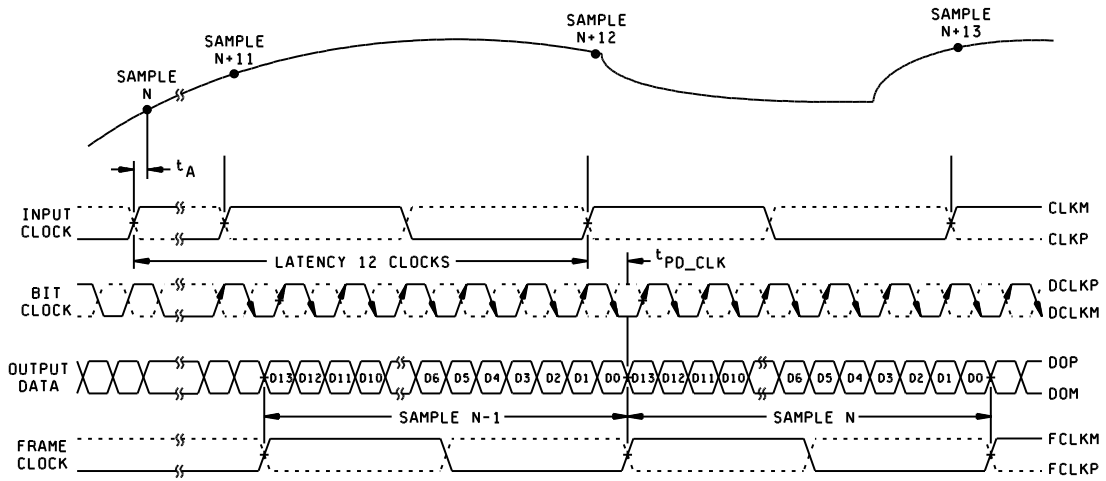 SAMPLE
N
SAMPLE
N+11
SAMPLE
N+12
SAMPLE
N+13
tA
INPUT
CLOCK
CLKM
CLKP
LATENCY 12 CLOCKS
tPD_CLK
BIT
CLOCK
DCLKP
DCLKM
OUTPUT
DATA
D13 D12 D11 D10 D6 D5 D4 D3 D2 D1 D0 D13 D12 D11 D10 D6 D5 D4 D3 D2 D1 D0
DOP
DOM
SAMPLE N-1
SAMPLE N
FRAME
CLOCK
FCLKM
FCLKP